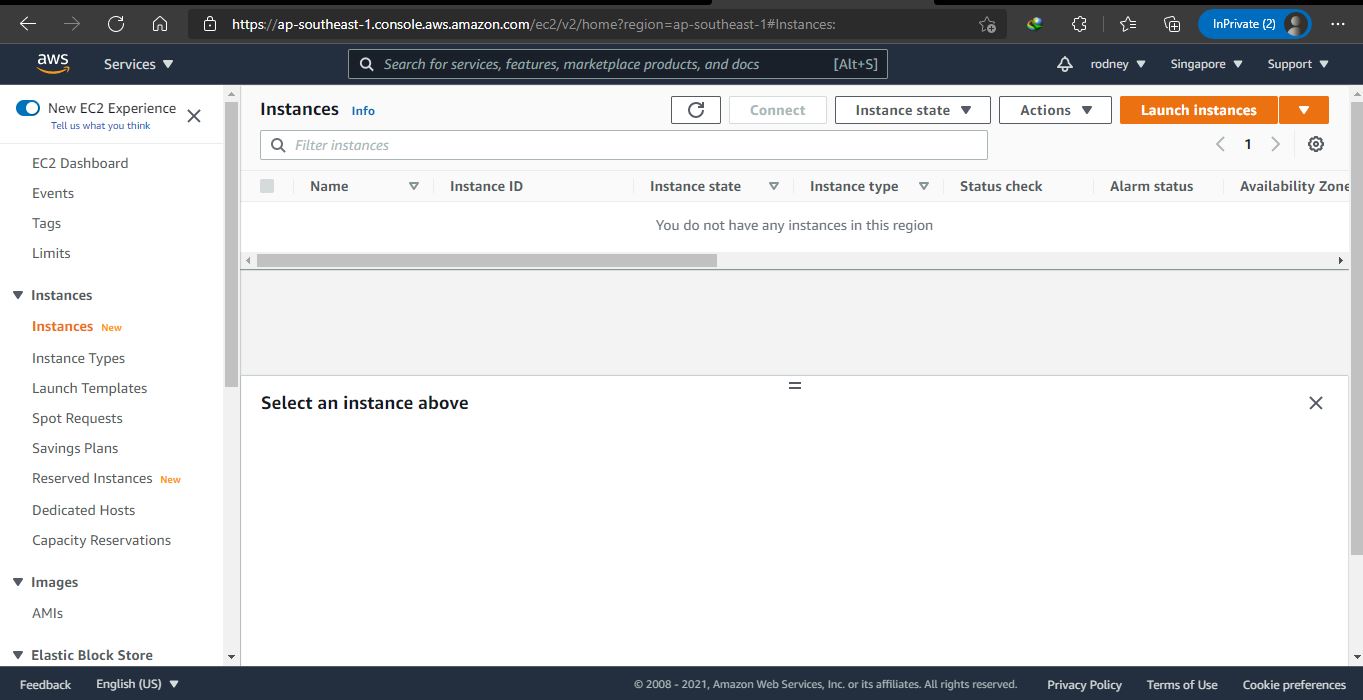 https://ap-southeast-1.console.aws.amazon.com/ec2/v2/home?region=ap-southeast-1#Instances:
InPrivate (2)
aws
Services
Search for services, features, marketplace products, and docs
[Alt+S]
rodney
Singapore
Support
New EC2 Experience
Tell us what you think
EC2 Dashboard
Events
Tags
Limits
Instances
Instances New
Instance Types
Launch Templates
Spot Requests
Savings Plans
Reserved Instances New
Dedicated Hosts
Capacity Reservations
Images
AMIs
Elastic Block Store
Instances Info
Connect
Instance state
Actions
Launch instances
Filter instances
1
Name
Instance ID
Instance state
Instance type
Status check
Alarm status
Availability Zone
You do not have any instances in this region
Select an instance above
Feedback
English (US)
© 2008 - 2021, Amazon Web Services, Inc. or its affiliates. All rights reserved.
Privacy Policy
Terms of Use
Cookie preferences